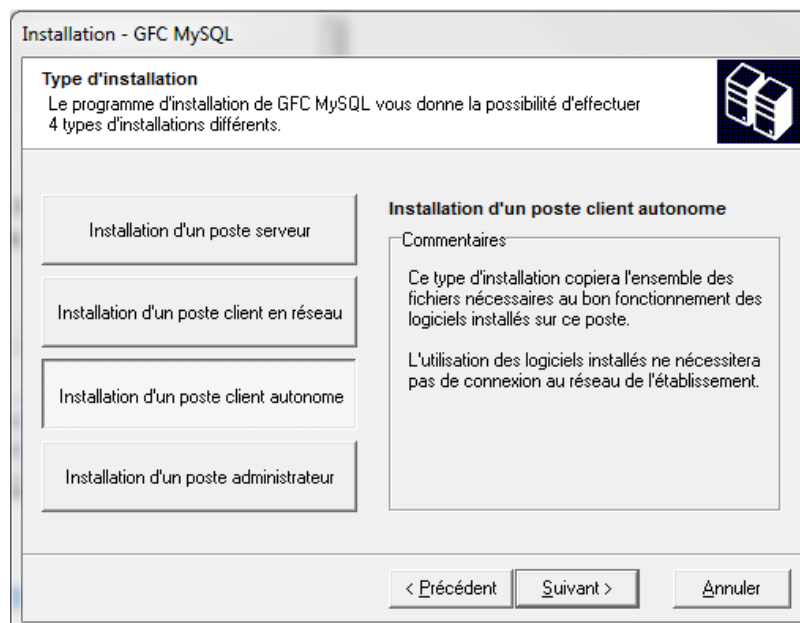 Installation - GFC MySQL
Type d'installation
Le programme d'installation de GFC MySQL vous donne la possibilité d'effectuer
4 types d'installations différents.
Installation d'un poste serveur
Installation d'un poste client en réseau
Installation d'un poste client autonome
Installation d'un poste administrateur
Installation d'un poste client autonome
Commentaires
Ce type d'installation copiera l'ensemble des
fichiers nécessaires au bon fonctionnement des
logiciels installés sur ce poste.
L'utilisation des logiciels installés ne nécessitera
pas de connexion au réseau de l'établissement.
< Précédent
Suivant >
Annuler